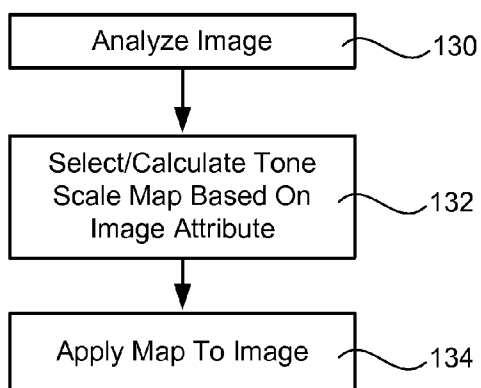 Analyze Image
130
Select/Calculate Tone
Scale Map Based On
Image Attribute
132
Apply Map To Image
134